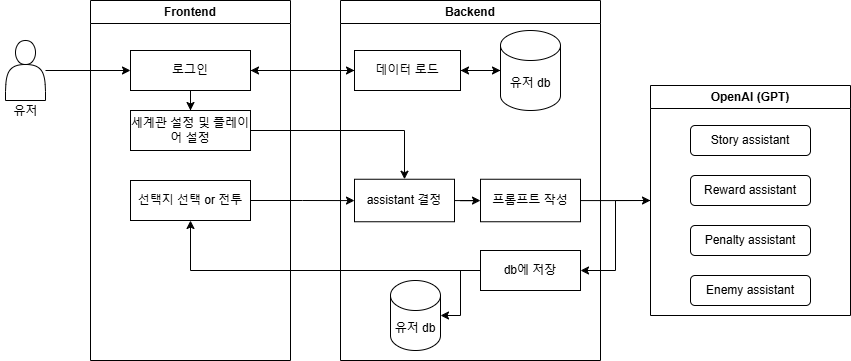 Frontend
Backend
유저
로그인
데이터 로드
유저 db
세계관 설정 및 플레이
어 설정
OpenAI (GPT)
Story assistant
선택지 선택 or 전투
assistant 결정
프롬프트 작성
Reward assistant
Penalty assistant
db에 저장
Enemy assistant
유저 db